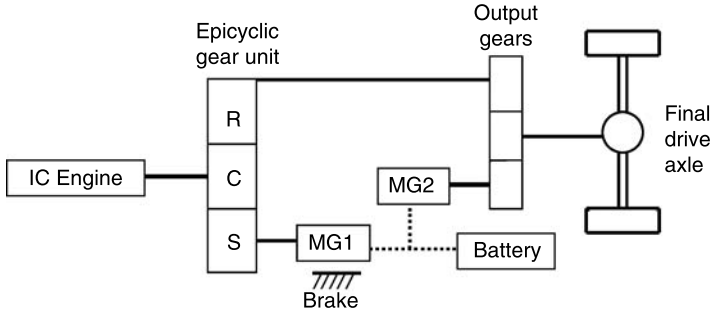 Output
gears
Epicyclic
gear unit
R
Final
drive
axle
IC Engine
C
MG2
S
MG1
Battery
Brake